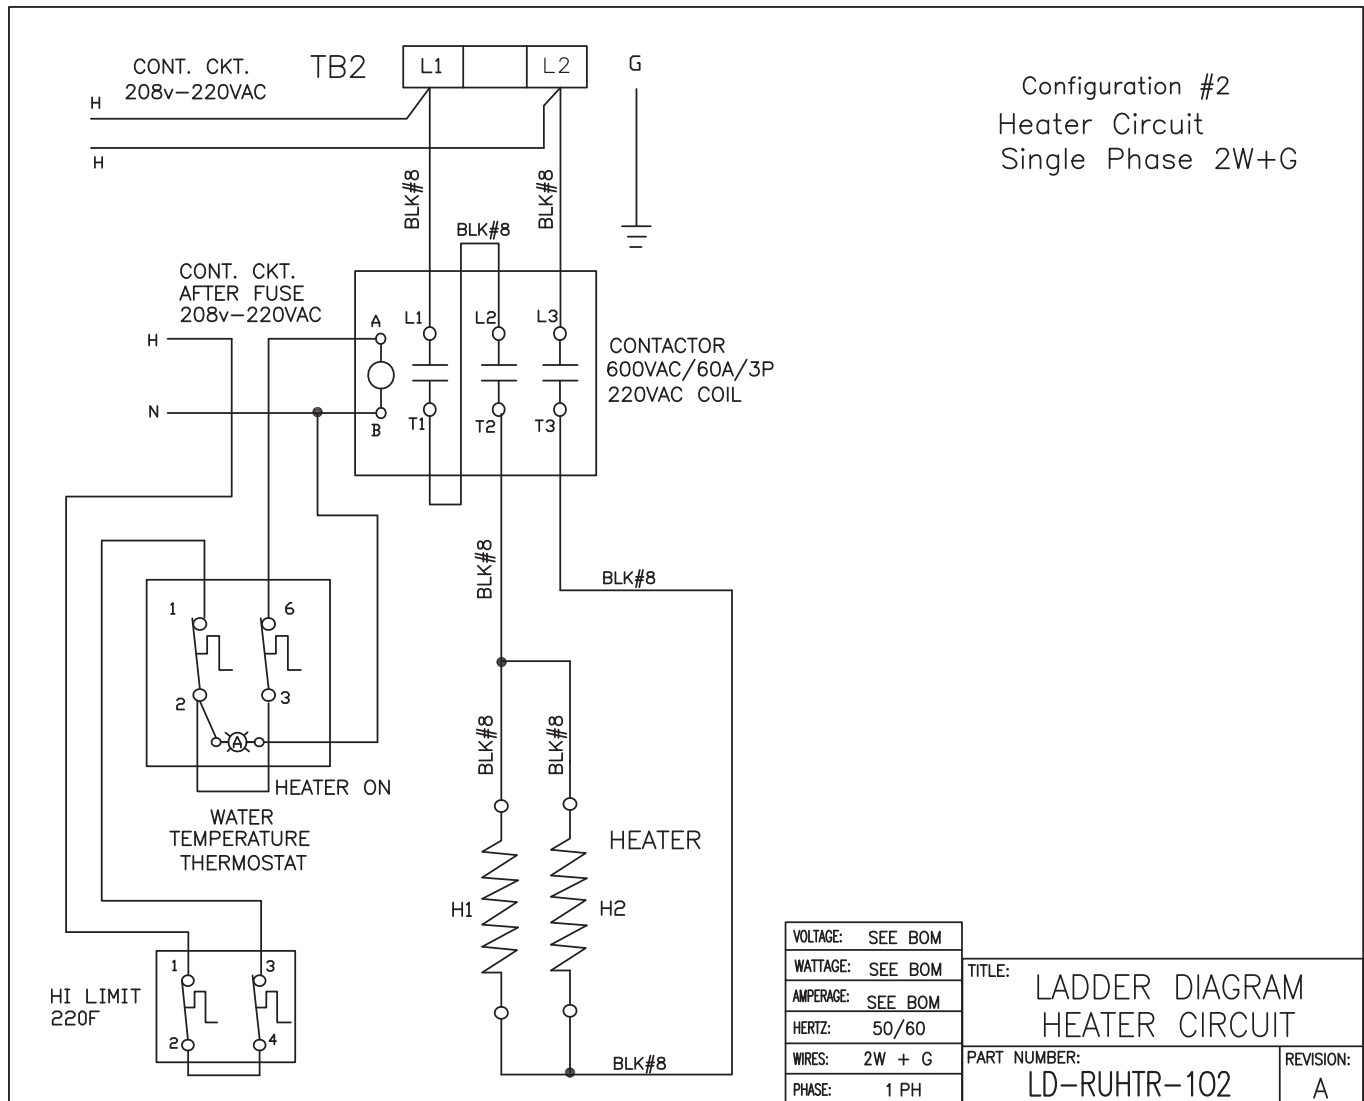 CONT. CKT.
208v-220VAC
H
H
TB2
L1
L2
G
Configuration #2
Heater Circuit
Single Phase 2W+G
BLK#8
BLK#8
BLK#8
CONT. CKT.
AFTER FUSE
208v-220VAC
H
N
A
B
L1
L2
L3
T1
T2
T3
CONTACTOR
600VAC/60A/3P
220VAC COIL
BLK#8
BLK#8
1
6
2
3
A
HEATER ON
WATER
TEMPERATURE
THERMOSTAT
BLK#8
BLK#8
HEATER
H1
H2
BLK#8
HI LIMIT
220F
1
3
2
4
VOLTAGE: SEE BOM
WATTAGE: SEE BOM
AMPERAGE: SEE BOM
HERTZ: 50/60
WIRES: 2W + G
PHASE: 1 PH
TITLE:
LADDER DIAGRAM
HEATER CIRCUIT
PART NUMBER:
LD-RUHTR-102
REVISION:
A